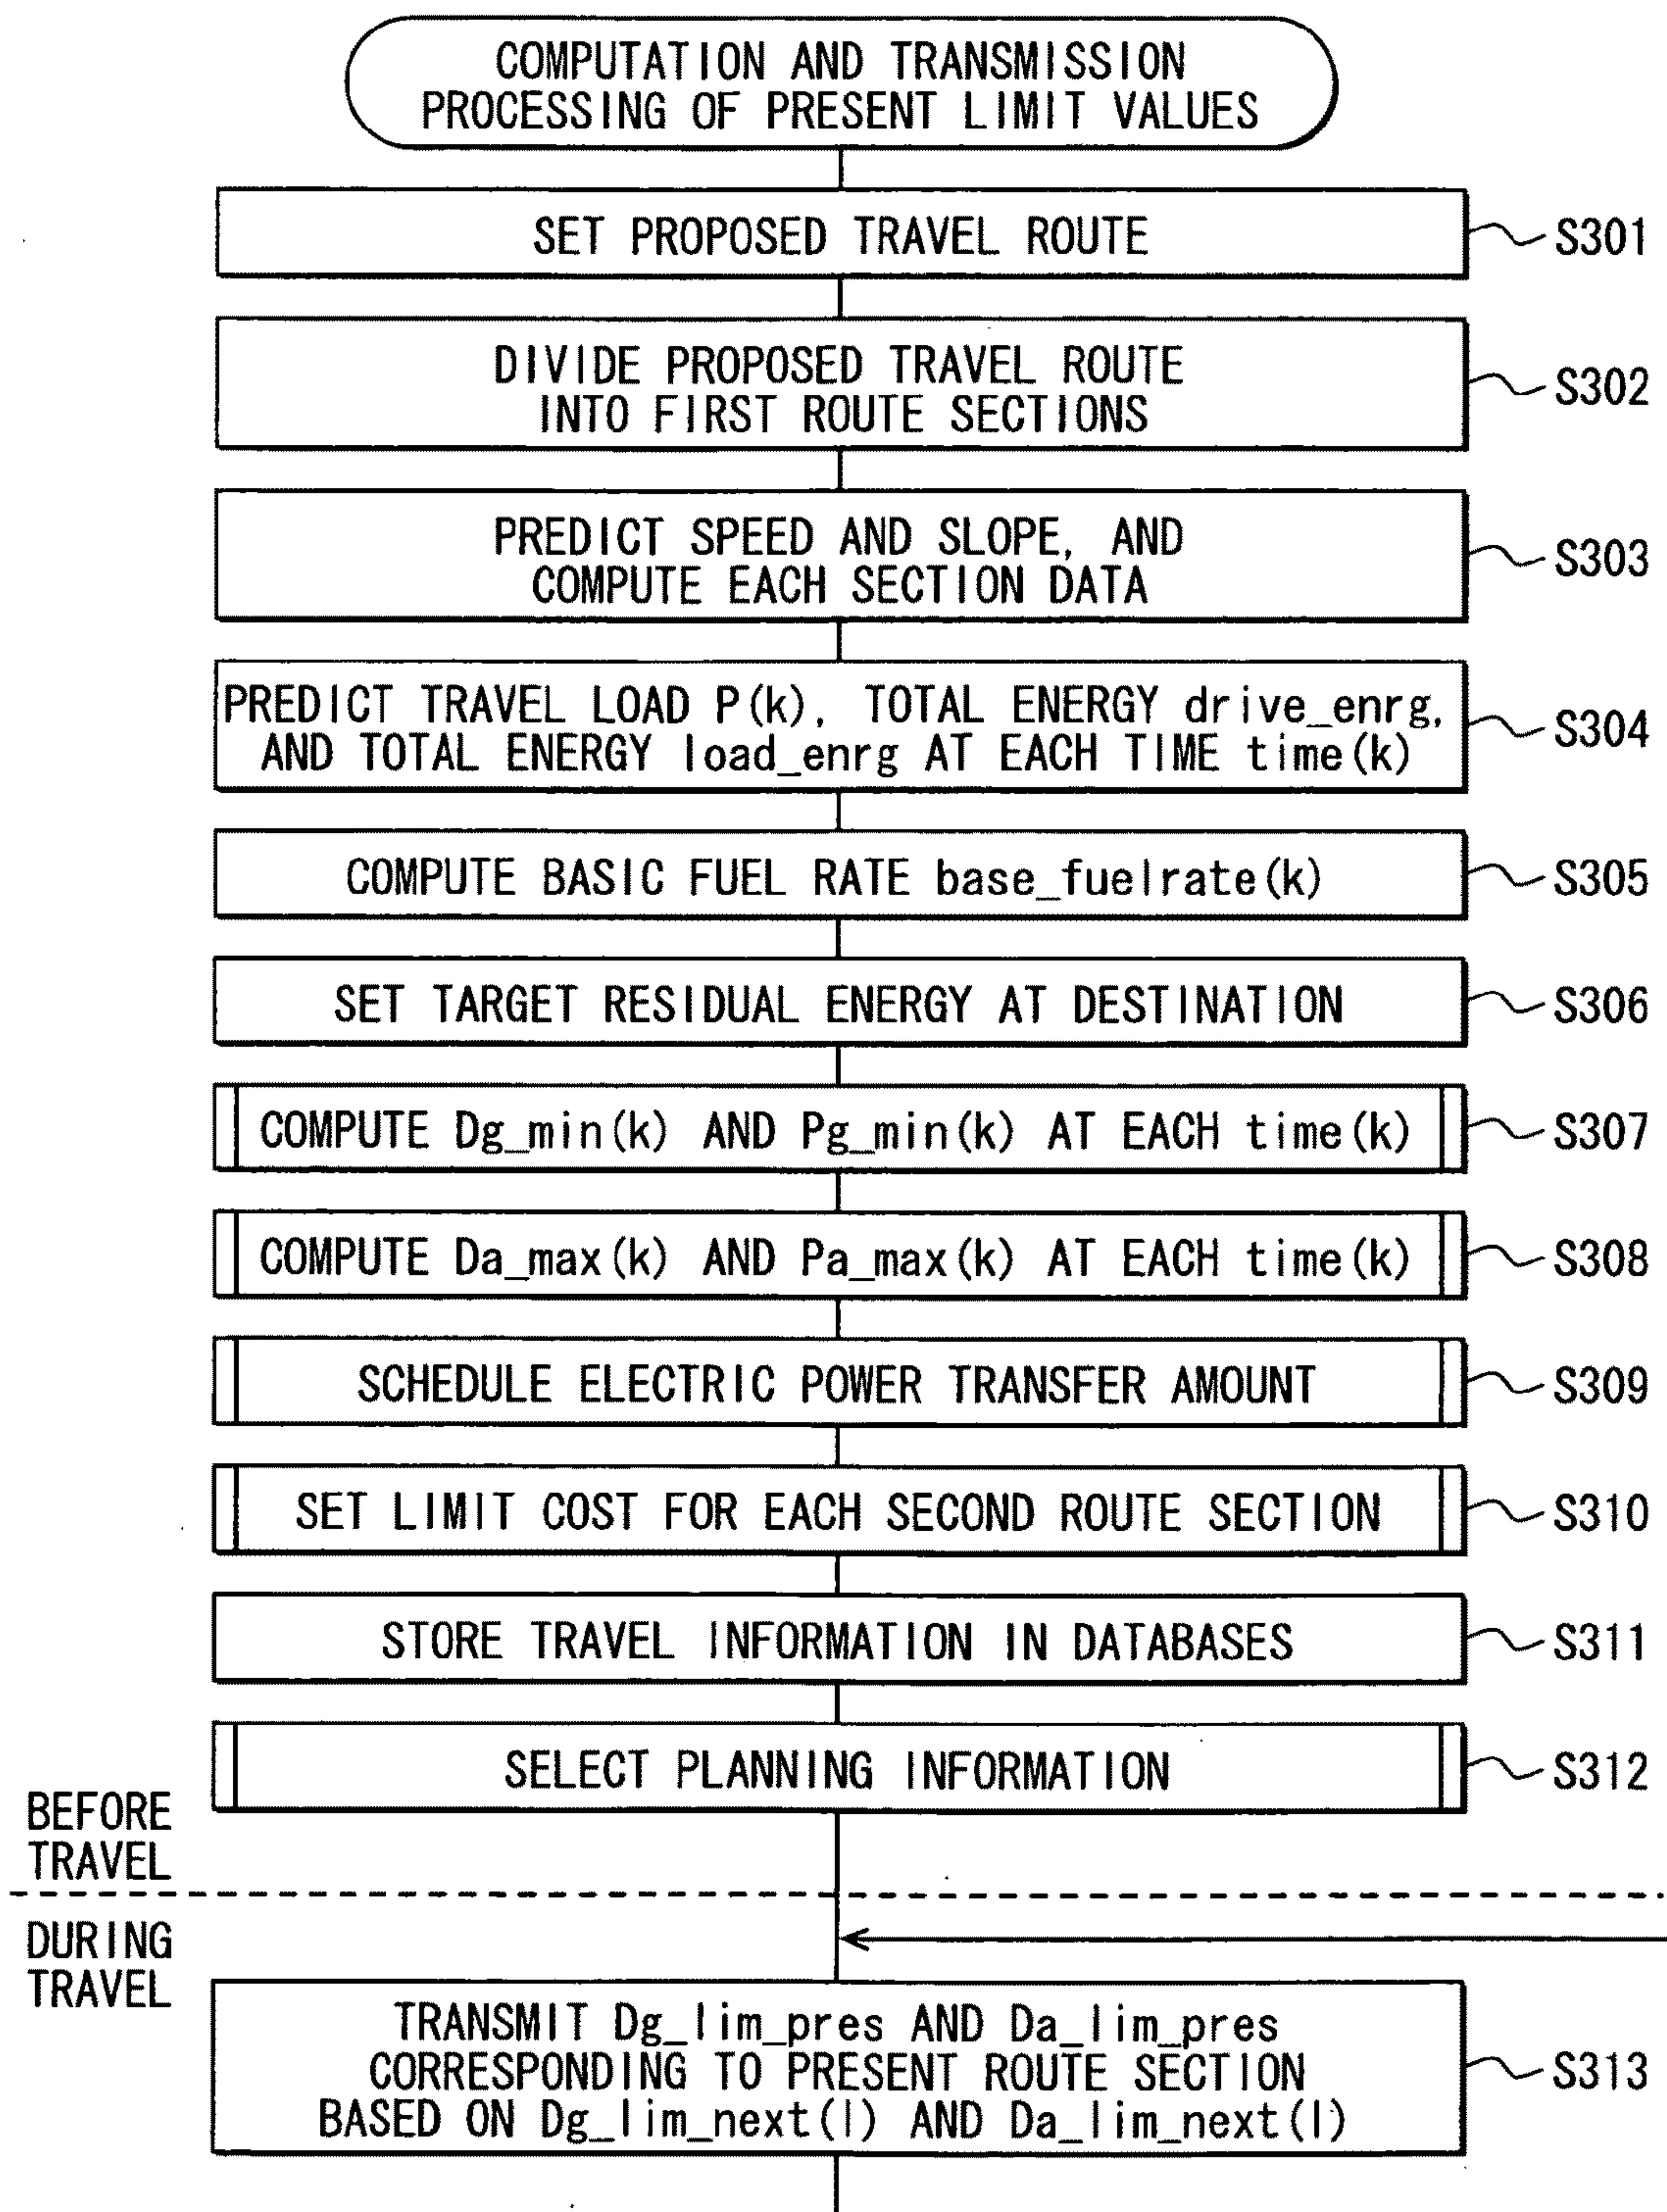 COMPUTATION AND TRANSMISSION
PROCESSING OF PRESENT LIMIT VALUES
SET PROPOSED TRAVEL ROUTE
S301
DIVIDE PROPOSED TRAVEL ROUTE
INTO FIRST ROUTE SECTIONS
S302
PREDICT SPEED AND SLOPE, AND
COMPUTE EACH SECTION DATA
S303
PREDICT TRAVEL LOAD P(k), TOTAL ENERGY drive_enrg,
AND TOTAL ENERGY load_enrg AT EACH TIME time(k)
S304
COMPUTE BASIC FUEL RATE base_fuelrate(k)
S305
SET TARGET RESIDUAL ENERGY AT DESTINATION
S306
COMPUTE Dg_min(k) AND Pg_min(k) AT EACH time(k)
S307
COMPUTE Da_max(k) AND Pa_max(k) AT EACH time(k)
S308
SCHEDULE ELECTRIC POWER TRANSFER AMOUNT
S309
SET LIMIT COST FOR EACH SECOND ROUTE SECTION
S310
STORE TRAVEL INFORMATION IN DATABASES
S311
SELECT PLANNING INFORMATION
S312
BEFORE
TRAVEL
DURING
TRAVEL
TRANSMIT Dg_lim_pres AND Da_lim_pres
CORRESPONDING TO PRESENT ROUTE SECTION
BASED ON Dg_lim_next(l) AND Da_lim_next(l)
S313